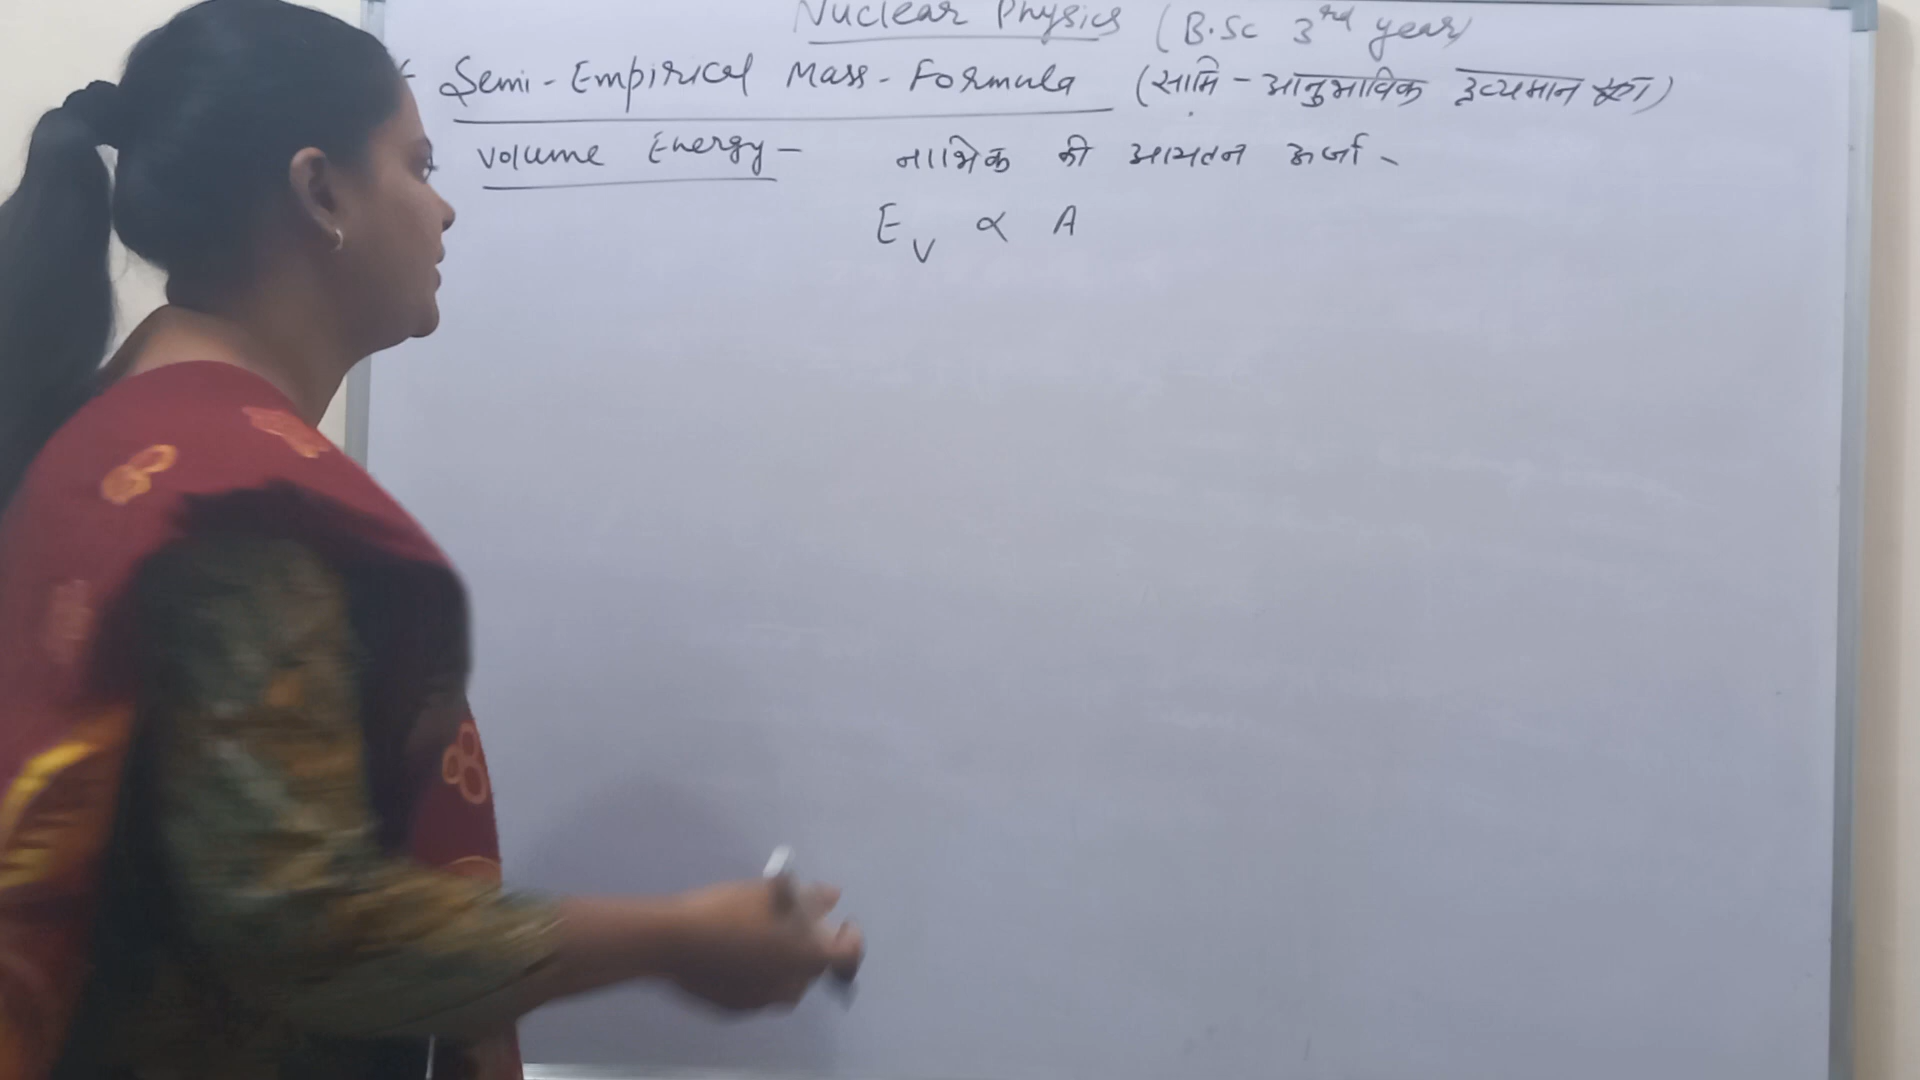 Nuclear Physics (B.Sc 3rd year)
Semi-Empirical Mass-Formula (सामि-आनुभाविक द्रव्यमान सूत्र)
Volume Energy- नाभिक की आयतन ऊर्जा -
E_V ∝ A